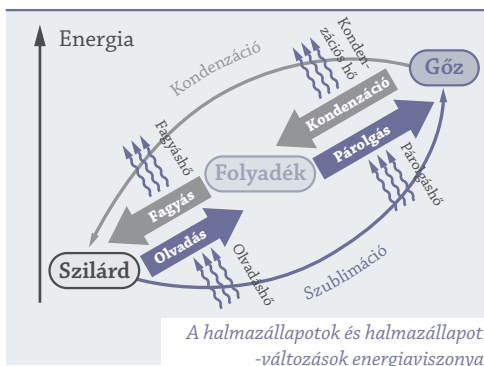 Energia
Kondenzáció
Konden-
zációs hő
Gőz
Kondenzáció
Párolgás
Fagyáshő
Folyadék
Párolgáshő
Fagyás
Olvadás
Szilárd
Olvadáshő
Szublimáció
A halmazállapotok és halmazállapot-
-változások energiaviszonya